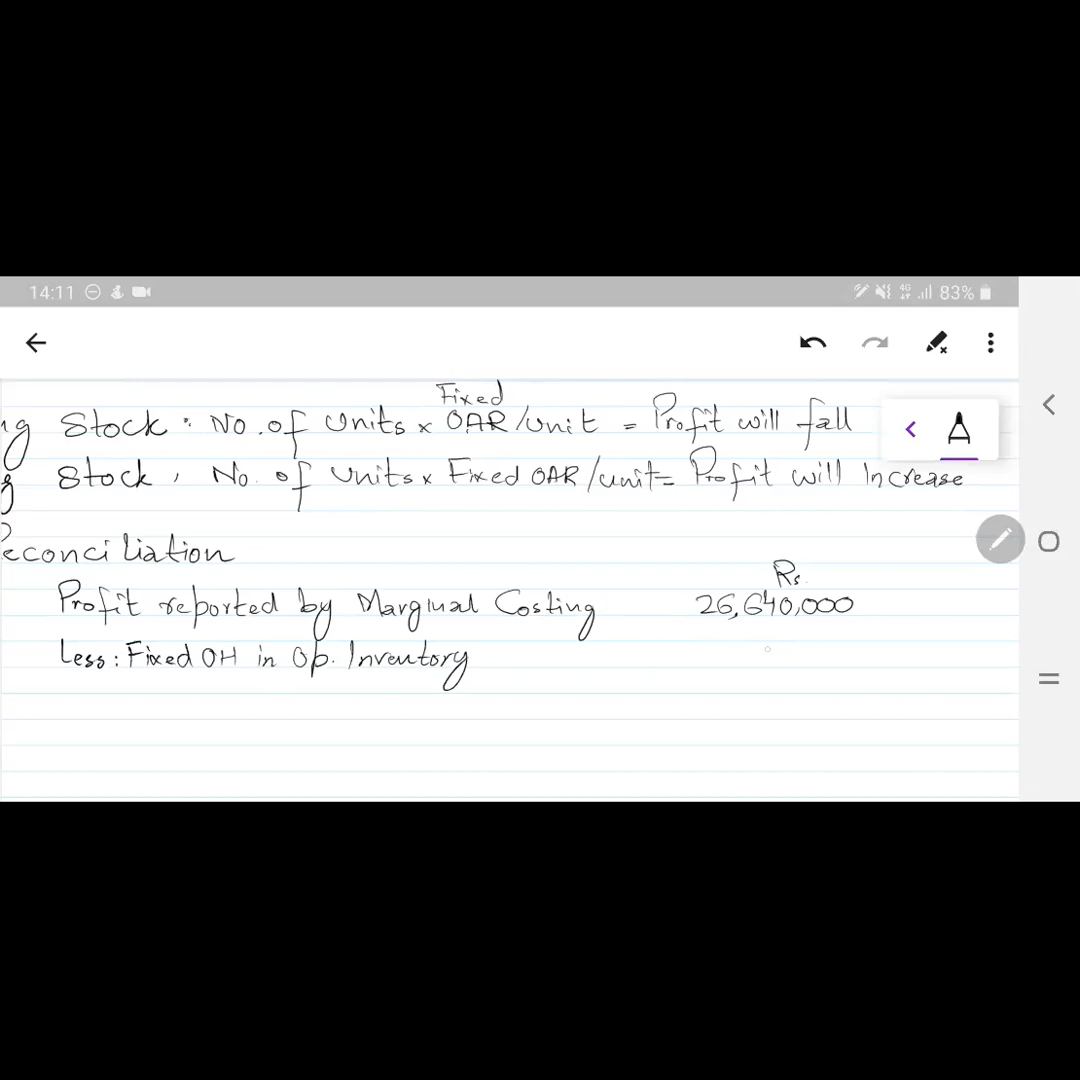 14:11 4G 83%
Fixed
ng Stock : No. of Units x OAR/Unit = Profit will fall
g Stock, No. of Units x Fixed OAR/unit = Profit will Increase
Reconciliation
Rs.
Profit reported by Marginal Costing 26,640,000
Less: Fixed OH in Op. Inventory